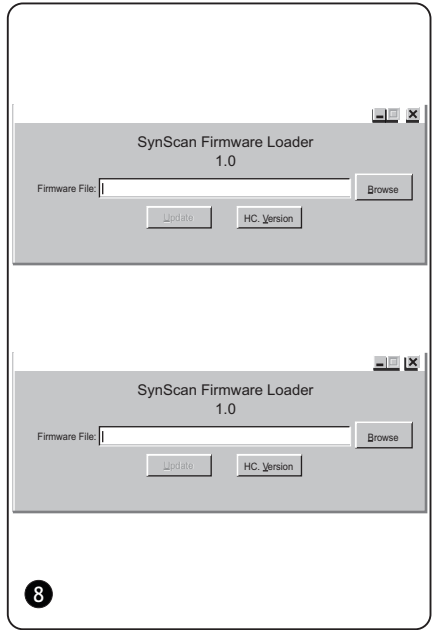 SynScan Firmware Loader
1.0
Firmware File: Browse
Update HC. Version
SynScan Firmware Loader
1.0
Firmware File: Browse
Update HC. Version
8